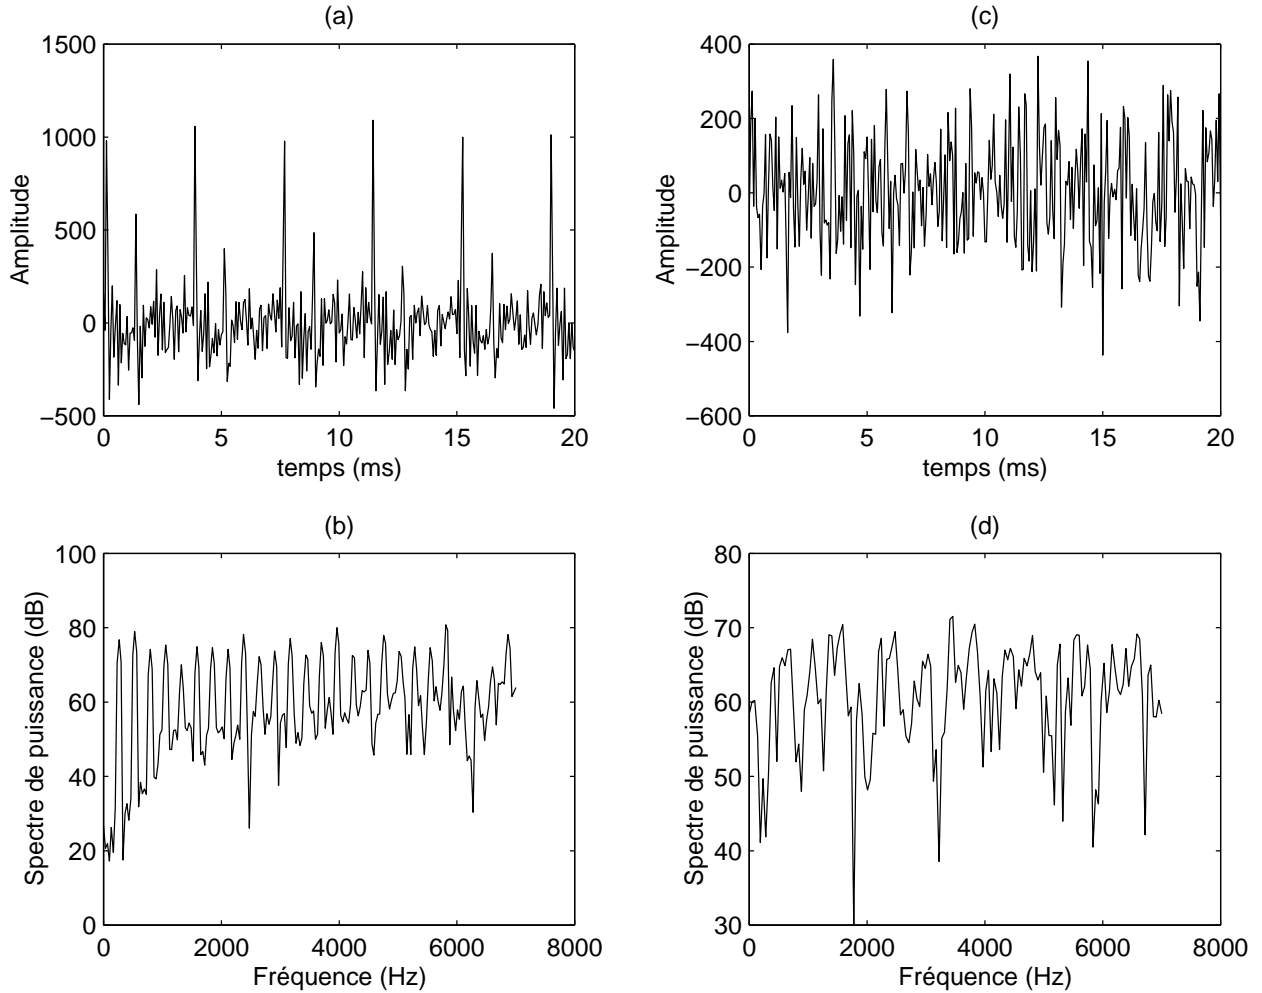 (a)
1500
1000
500
0
−500
Amplitude
0 5 10 15 20
temps (ms)
(c)
400
200
0
−200
−400
−600
Amplitude
0 5 10 15 20
temps (ms)
(b)
100
80
60
40
20
0
Spectre de puissance (dB)
0 2000 4000 6000 8000
Fréquence (Hz)
(d)
80
70
60
50
40
30
Spectre de puissance (dB)
0 2000 4000 6000 8000
Fréquence (Hz)